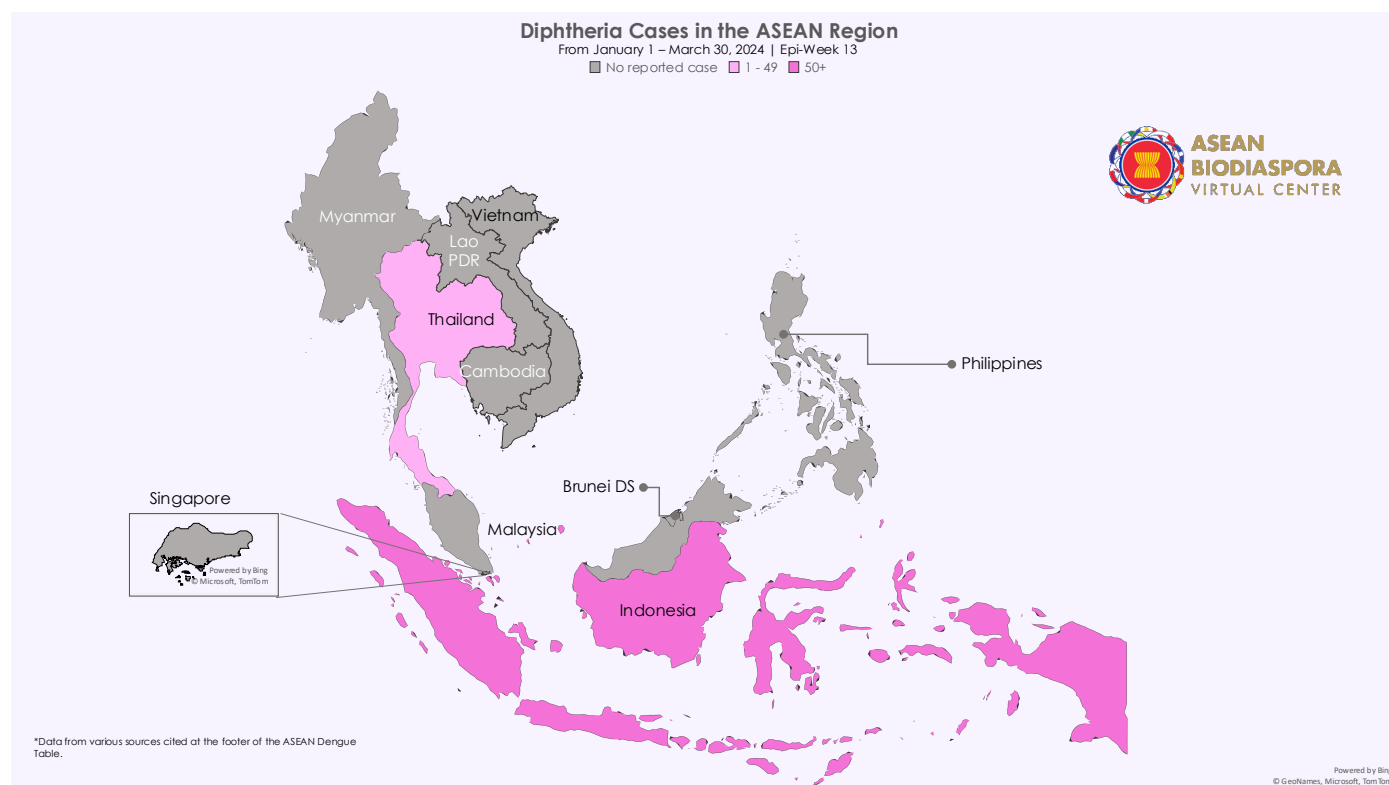 Diphtheria Cases in the ASEAN Region
From January 1 – March 30, 2024 | Epi-Week 13
No reported case 1 - 49 50+
ASEAN
BIODIASPORA
VIRTUAL CENTER
Myanmar
Vietnam
Lao
PDR
Thailand
Cambodia
Philippines
Brunei DS
Singapore
Malaysia
Powered by Bing
© Microsoft, TomTom
Indonesia
*Data from various sources cited at the footer of the ASEAN Dengue
Table.
Powered by Bing
© GeoNames, Microsoft, TomTom